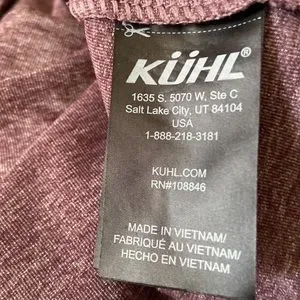 KÜHL®
1635 S. 5070 W, Ste C
Salt Lake City, UT 84104
USA
1-888-218-3181
KUHL.COM
RN#108846
MADE IN VIETNAM/
FABRIQUÉ AU VIETNAM/
HECHO EN VIETNAM